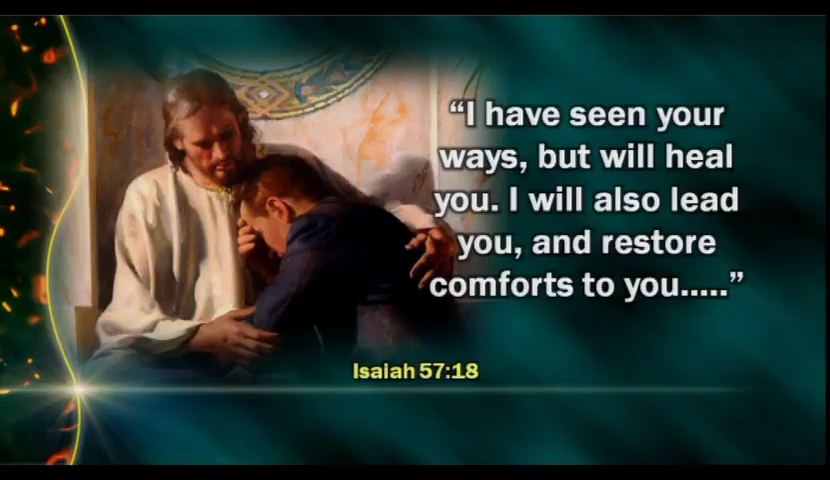 “I have seen your
ways, but will heal
you. I will also lead
you, and restore
comforts to you.....”
Isaiah 57:18